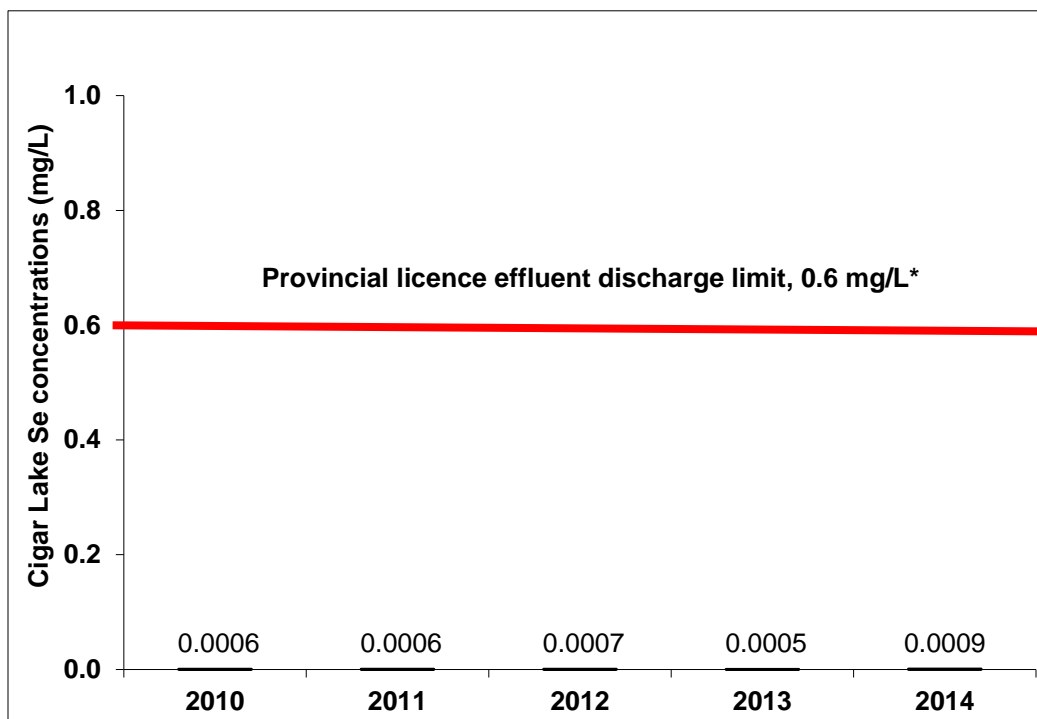 Cigar Lake Se concentrations (mg/L)
1.0
0.8
Provincial licence effluent discharge limit, 0.6 mg/L*
0.6
0.4
0.2
0.0
0.0006 0.0006 0.0007 0.0005 0.0009
2010 2011 2012 2013 2014